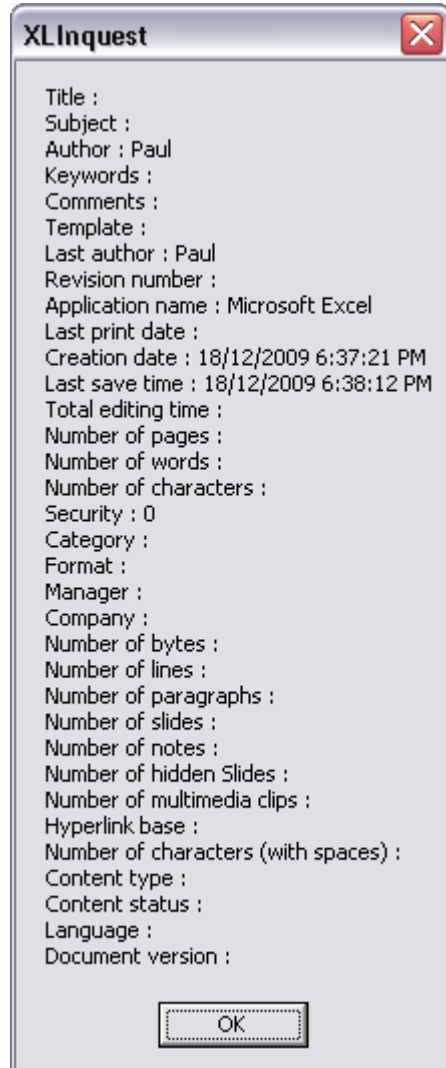 XLInquest
Title :
Subject :
Author : Paul
Keywords :
Comments :
Template :
Last author : Paul
Revision number :
Application name : Microsoft Excel
Last print date :
Creation date : 18/12/2009 6:37:21 PM
Last save time : 18/12/2009 6:38:12 PM
Total editing time :
Number of pages :
Number of words :
Number of characters :
Security : 0
Category :
Format :
Manager :
Company :
Number of bytes :
Number of lines :
Number of paragraphs :
Number of slides :
Number of notes :
Number of hidden Slides :
Number of multimedia clips :
Hyperlink base :
Number of characters (with spaces) :
Content type :
Content status :
Language :
Document version :
OK